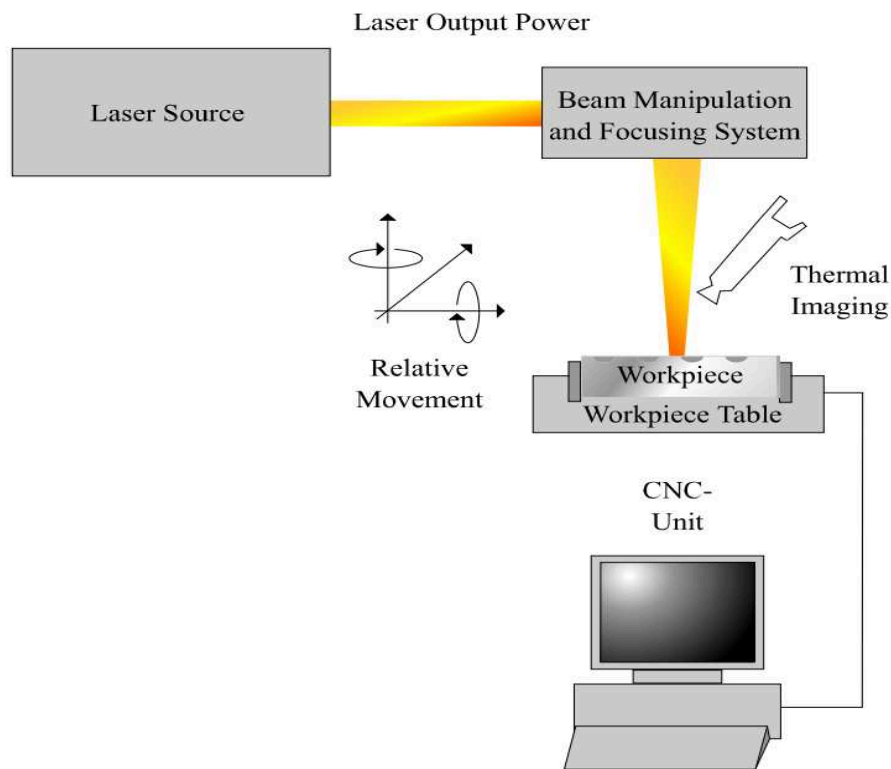 Laser Output Power
Laser Source
Beam Manipulation
and Focusing System
Thermal
Imaging
Relative
Movement
Workpiece
Workpiece Table
CNC-
Unit